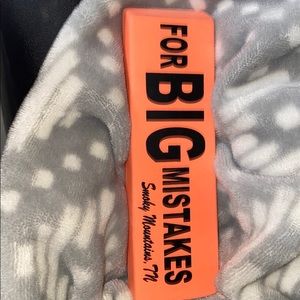 FOR
BIG
MISTAKES
Smoky Mountains, TN